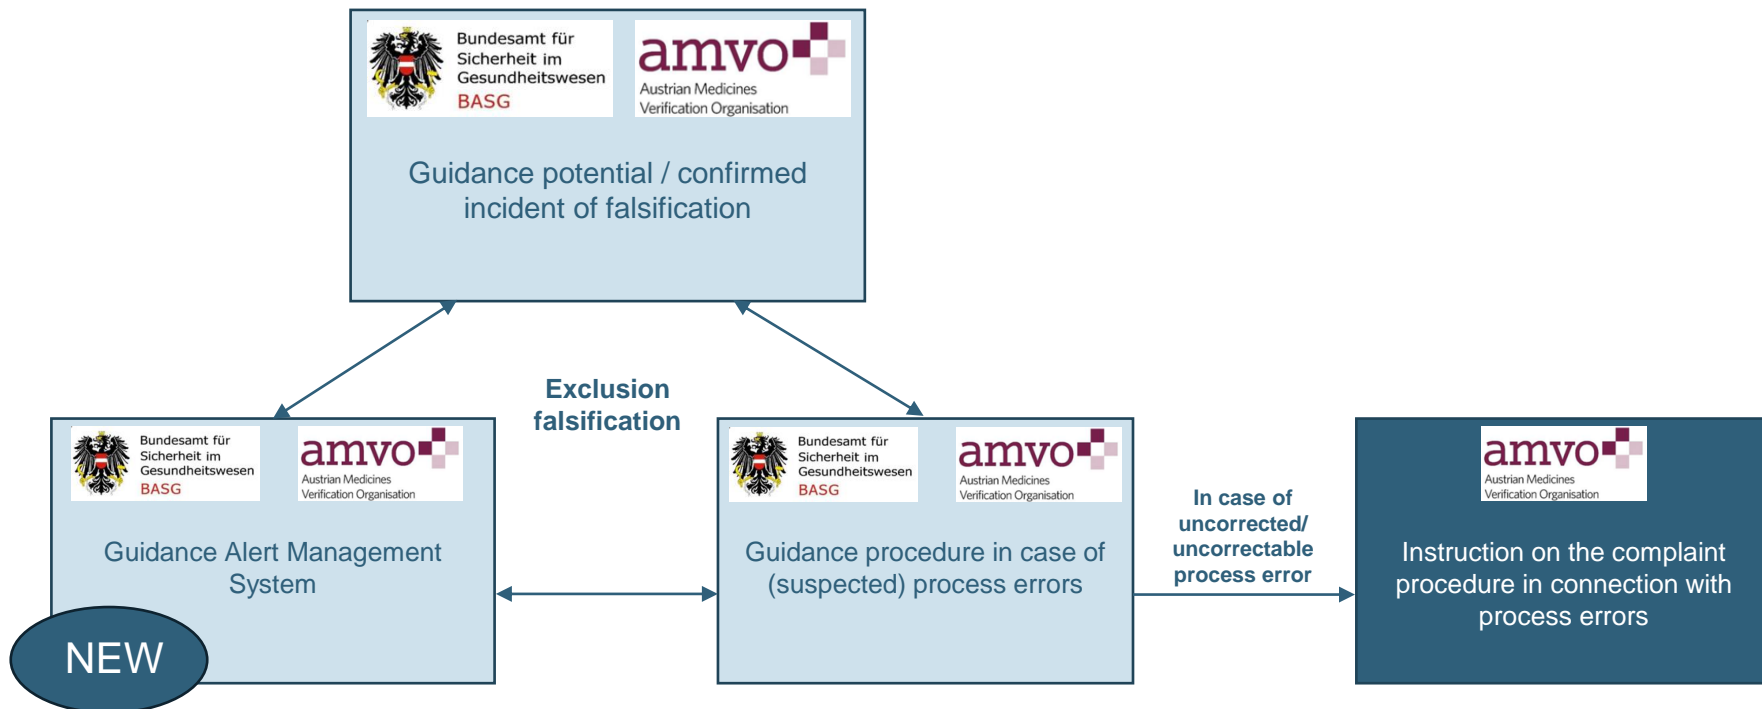 Bundesamt für
Sicherheit im
Gesundheitswesen
BASG
amvo
Austrian Medicines
Verification Organisation
Guidance potential / confirmed
incident of falsification
Exclusion
falsification
Bundesamt für
Sicherheit im
Gesundheitswesen
BASG
amvo
Austrian Medicines
Verification Organisation
Guidance Alert Management
System
NEW
Bundesamt für
Sicherheit im
Gesundheitswesen
BASG
amvo
Austrian Medicines
Verification Organisation
Guidance procedure in case of
(suspected) process errors
In case of
uncorrected/
uncorrectable
process error
amvo
Austrian Medicines
Verification Organisation
Instruction on the complaint
procedure in connection with
process errors